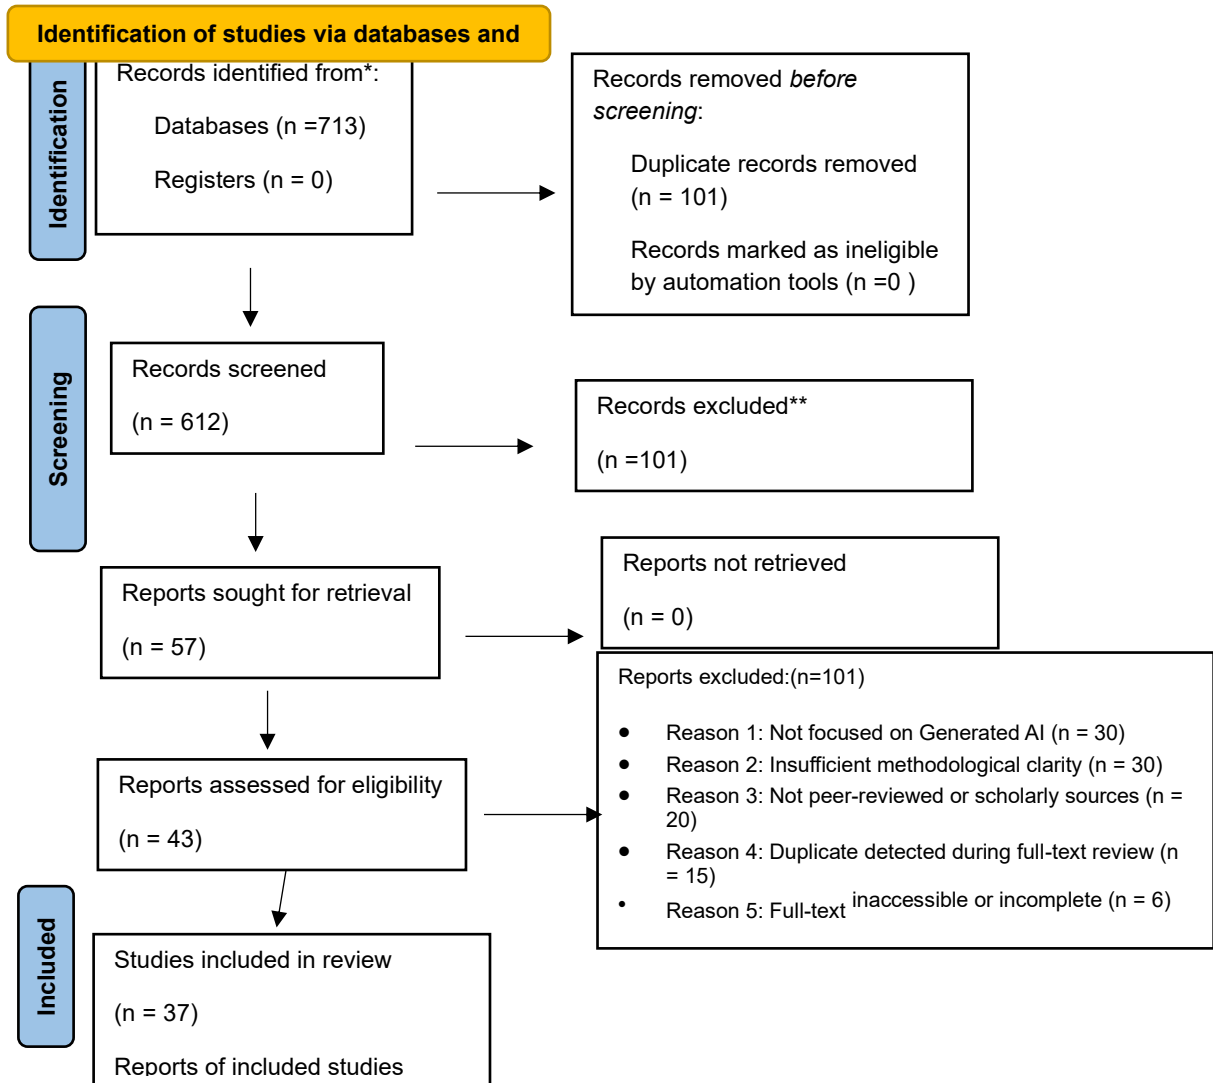 Identification of studies via databases and
Identification
Records identified from*:
Databases (n =713)
Registers (n = 0)
Records removed before
screening:
Duplicate records removed
(n = 101)
Records marked as ineligible
by automation tools (n =0 )
Screening
Records screened
(n = 612)
Records excluded**
(n =101)
Reports sought for retrieval
(n = 57)
Reports not retrieved
(n = 0)
Reports assessed for eligibility
(n = 43)
Reports excluded:(n=101)
• Reason 1: Not focused on Generated AI (n = 30)
• Reason 2: Insufficient methodological clarity (n = 30)
• Reason 3: Not peer-reviewed or scholarly sources (n =
20)
• Reason 4: Duplicate detected during full-text review (n
= 15)
• Reason 5: Full-text inaccessible or incomplete (n = 6)
Included
Studies included in review
(n = 37)
Reports of included studies